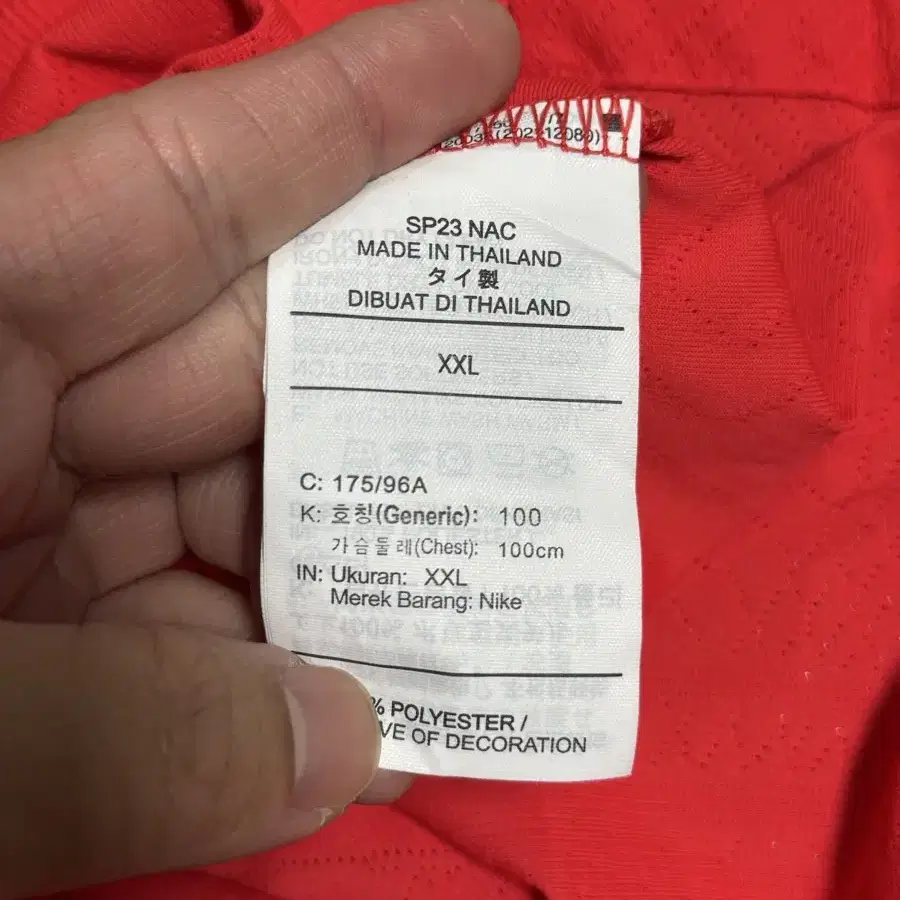 SP23 NAC
MADE IN THAILAND
タイ製
DIBUAT DI THAILAND
XXL
C: 175/96A
K: 호칭(Generic): 100
가슴둘레(Chest): 100cm
IN: Ukuran: XXL
Merek Barang: Nike
% POLYESTER /
VE OF DECORATION